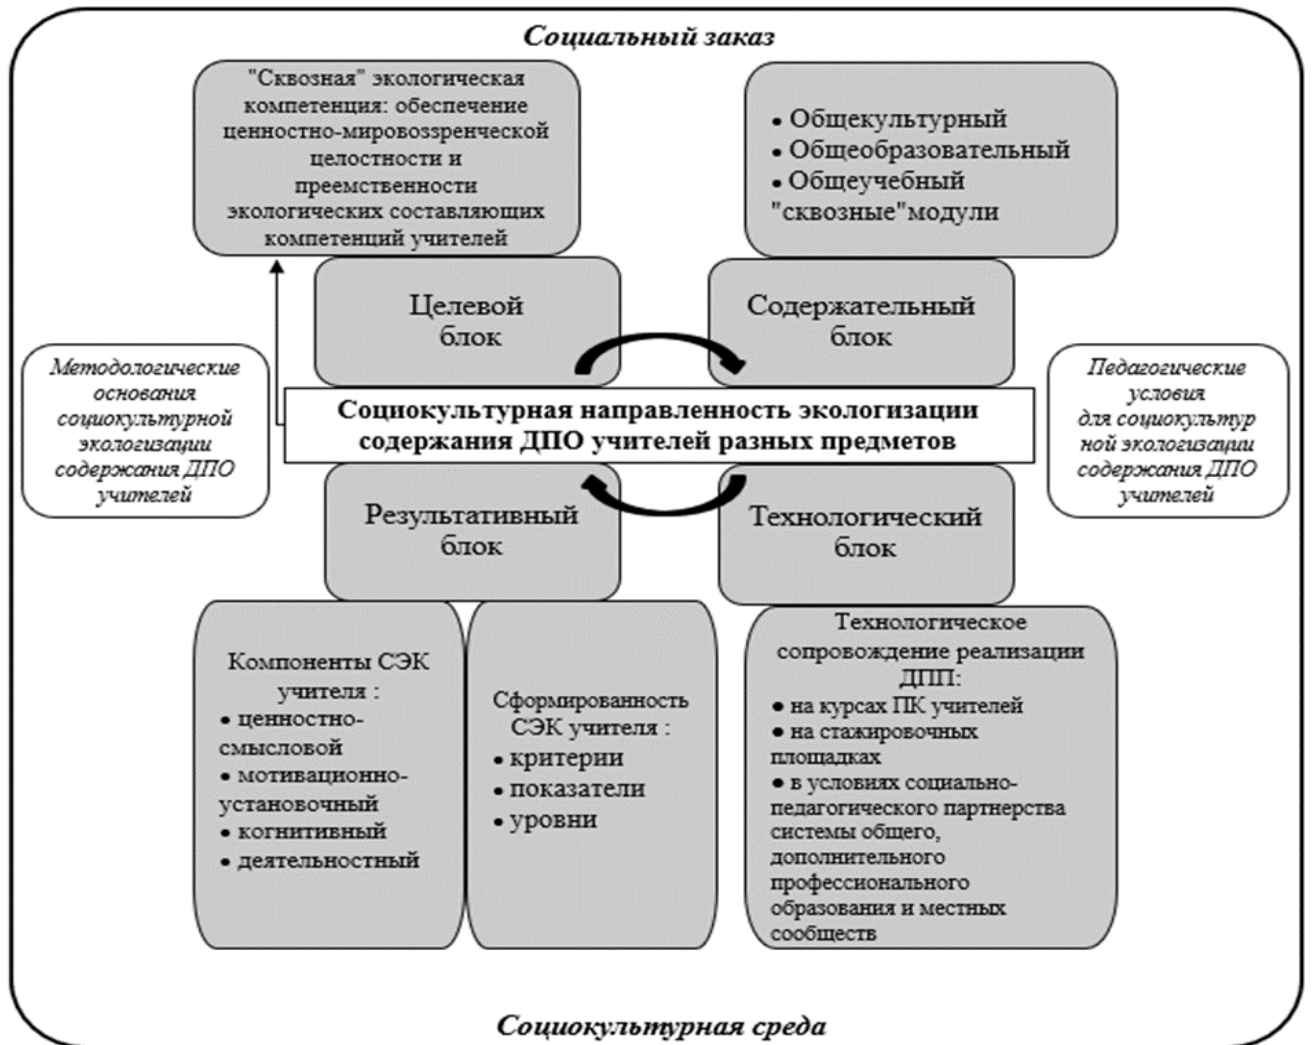 Социальный заказ
"Сквозная" экологическая
компетенция: обеспечение
ценностно-мировоззренческой
целостности и
преемственности
экологических составляющих
компетенций учителей
• Общекультурный
• Общеобразовательный
• Общеучебный
"сквозные"модули
Целевой
блок
Содержательный
блок
Методологические
основания
социокультурной
экологизации
содержания ДПО
учителей
Социокультурная направленность экологизации
содержания ДПО учителей разных предметов
Педагогические
условия
для социокультур
ной экологизации
содержания ДПО
учителей
Результативный
блок
Технологический
блок
Компоненты СЭК
учителя :
• ценностно-
смысловой
• мотивационно-
установочный
• когнитивный
• деятельностный
Сформированность
СЭК учителя :
• критерии
• показатели
• уровни
Технологическое
сопровождение реализации
ДПП:
• на курсах ПК учителей
• на стажировочных
площадках
• в условиях социально-
педагогического партнерства
системы общего,
дополнительного
профессионального
образования и местных
сообществ
Социокультурная среда